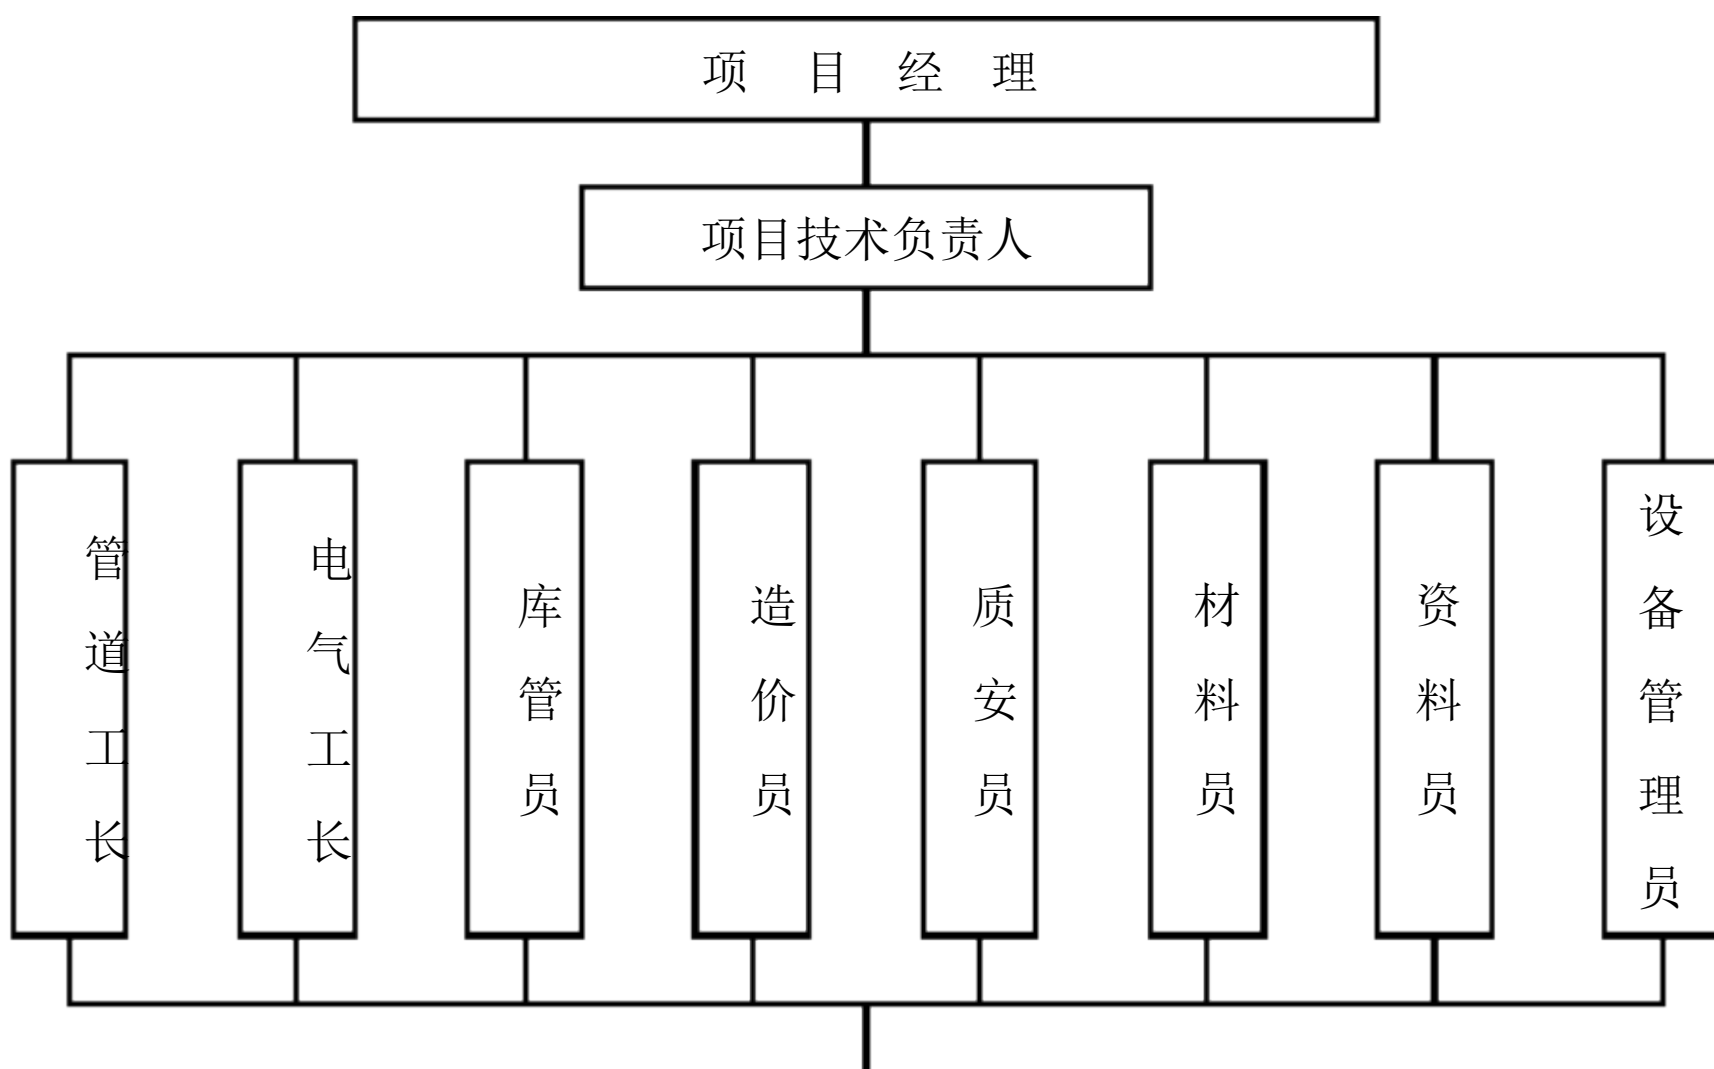 项 目 经 理
项目技术负责人
管道工长
电气工长
库管员
造价员
质安员
材料员
资料员
设备管理员